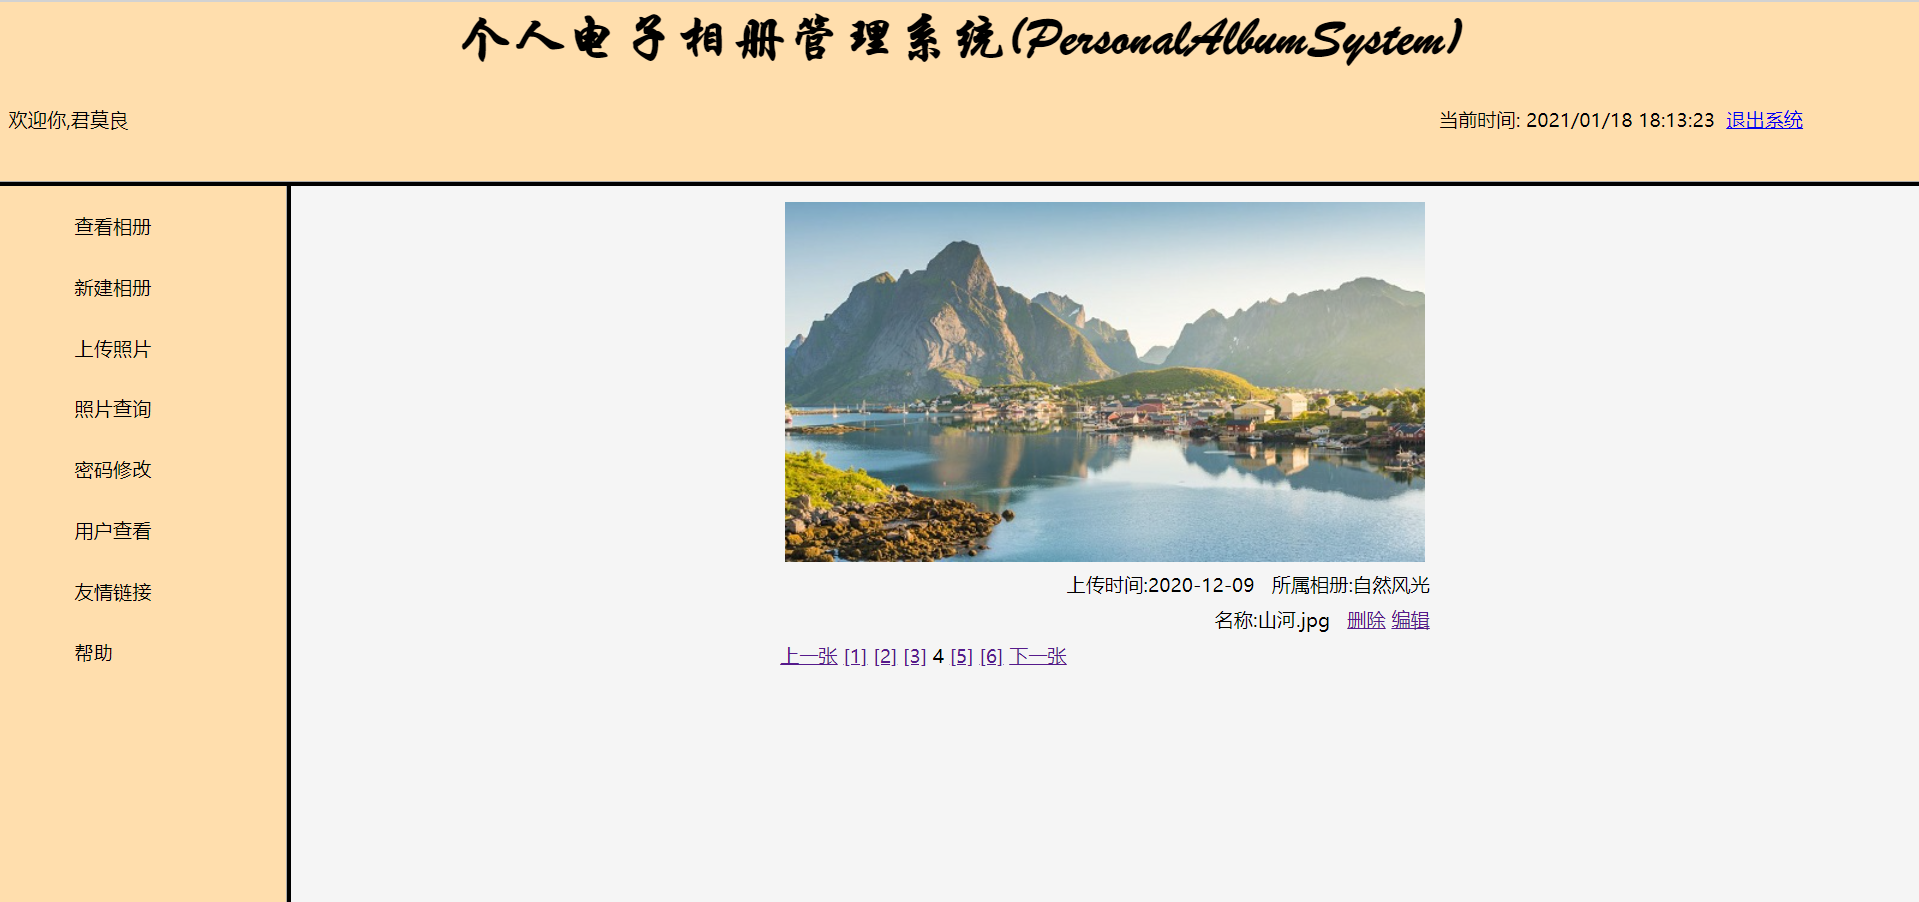 个人电子相册管理系统(PersonalAlbumSystem)
欢迎你,君莫良
当前时间: 2021/01/18 18:13:23 退出系统
查看相册
新建相册
上传照片
照片查询
密码修改
用户查看
友情链接
帮助
上传时间:2020-12-09 所属相册:自然风光
名称:山河.jpg 删除 编辑
上一张 [1] [2] [3] 4 [5] [6] 下一张